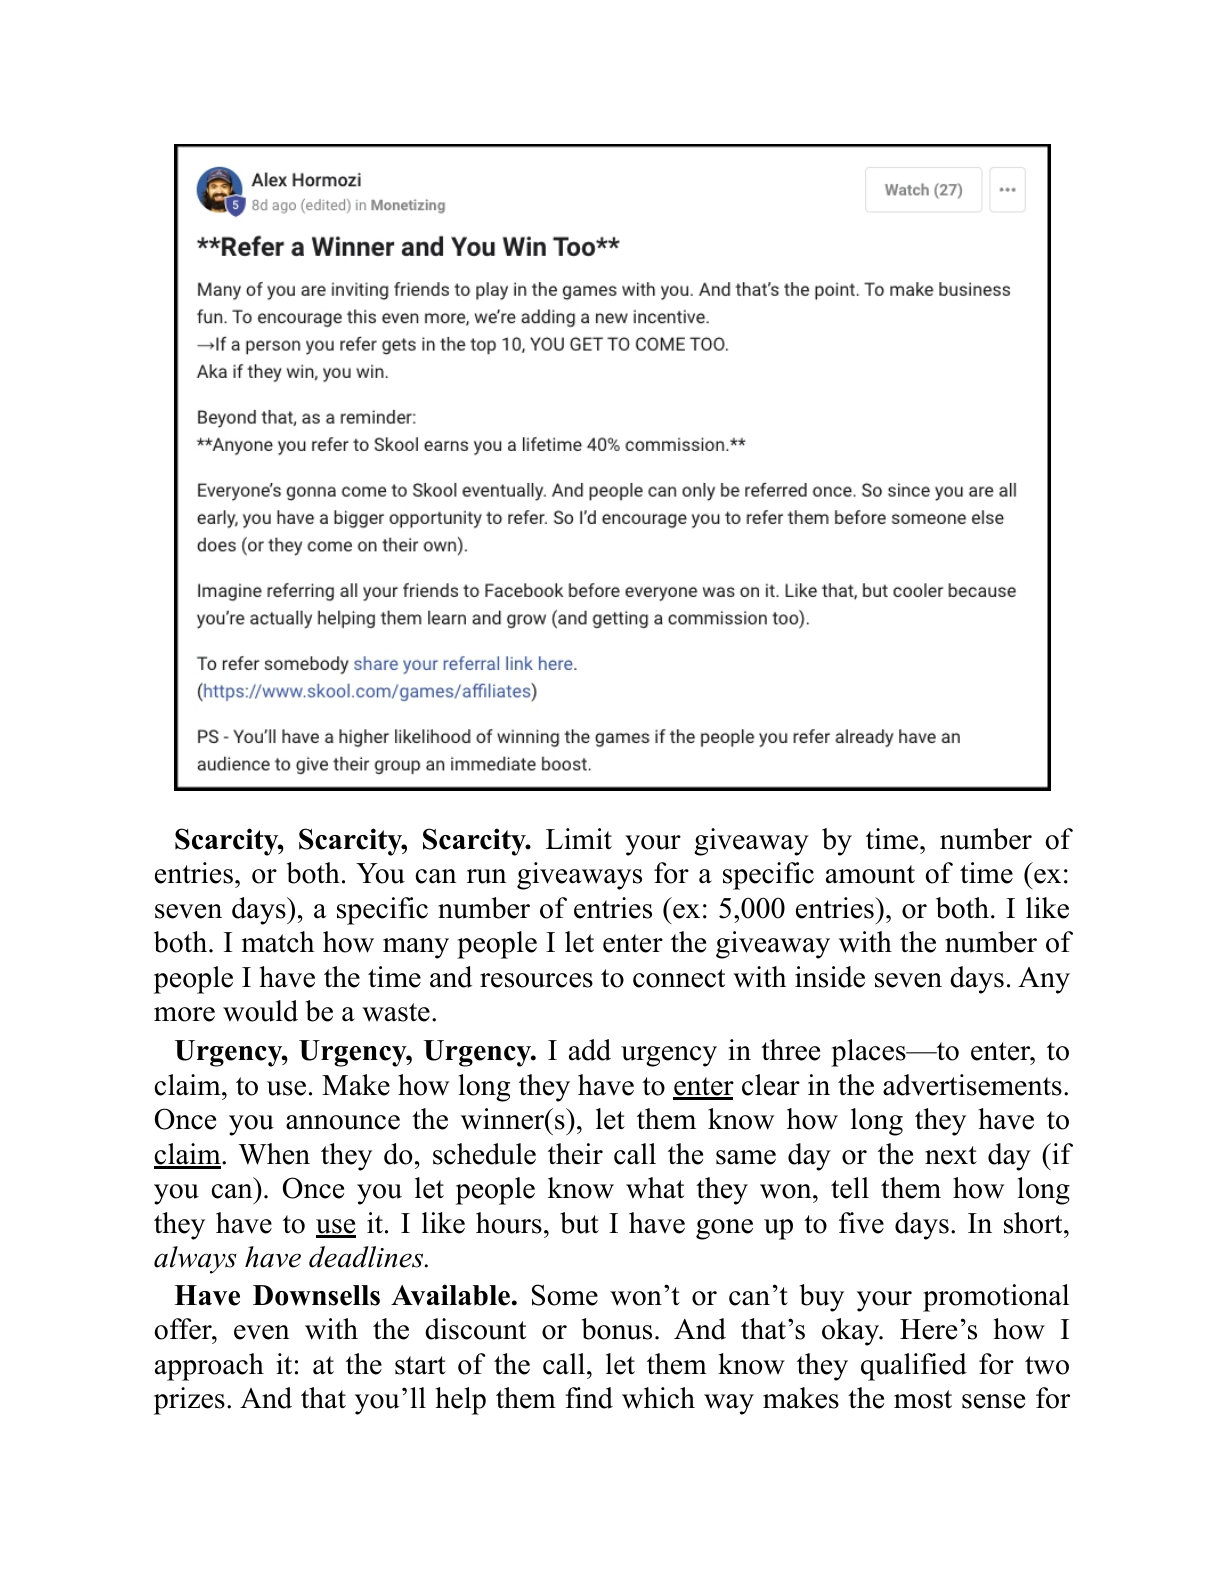 Alex Hormozi
5
8d ago (edited) in Monetizing
Watch (27)
...
**Refer a Winner and You Win Too**
Many of you are inviting friends to play in the games with you. And that's the point. To make business
fun. To encourage this even more, we're adding a new incentive.
→If a person you refer gets in the top 10, YOU GET TO COME TOO.
Aka if they win, you win.
Beyond that, as a reminder:
**Anyone you refer to Skool earns you a lifetime 40% commission.**
Everyone's gonna come to Skool eventually. And people can only be referred once. So since you are all
early, you have a bigger opportunity to refer. So I'd encourage you to refer them before someone else
does (or they come on their own).
Imagine referring all your friends to Facebook before everyone was on it. Like that, but cooler because
you're actually helping them learn and grow (and getting a commission too).
To refer somebody share your referral link here.
(https://www.skool.com/games/affiliates)
PS - You'll have a higher likelihood of winning the games if the people you refer already have an
audience to give their group an immediate boost.
Scarcity, Scarcity, Scarcity. Limit your giveaway by time, number of
entries, or both. You can run giveaways for a specific amount of time (ex:
seven days), a specific number of entries (ex: 5,000 entries), or both. I like
both. I match how many people I let enter the giveaway with the number of
people I have the time and resources to connect with inside seven days. Any
more would be a waste.
Urgency, Urgency, Urgency. I add urgency in three places—to enter, to
claim, to use. Make how long they have to enter clear in the advertisements.
Once you announce the winner(s), let them know how long they have to
claim. When they do, schedule their call the same day or the next day (if
you can). Once you let people know what they won, tell them how long
they have to use it. I like hours, but I have gone up to five days. In short,
always have deadlines.
Have Downsells Available. Some won't or can't buy your promotional
offer, even with the discount or bonus. And that's okay. Here's how I
approach it: at the start of the call, let them know they qualified for two
prizes. And that you'll help them find which way makes the most sense for